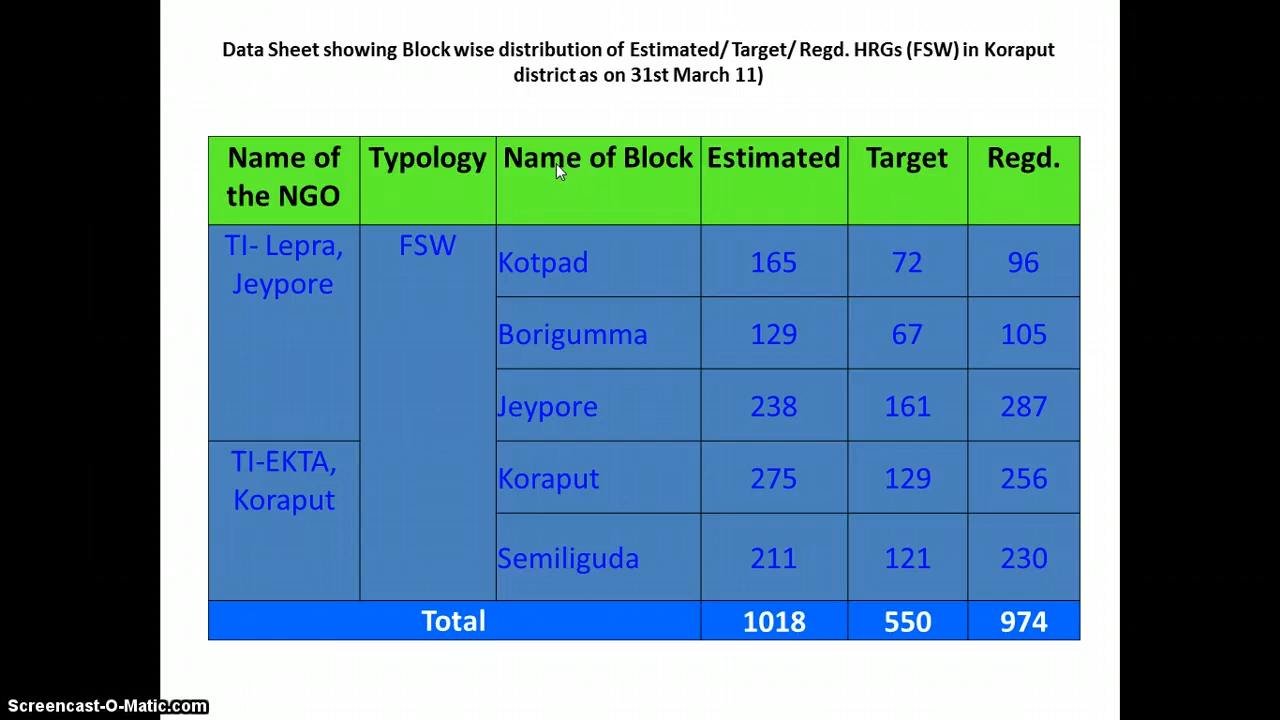 Data Sheet showing Block wise distribution of Estimated/ Target/ Regd. HRGs (FSW) in Koraput
district as on 31st March 11)
Name of the NGO Typology Name of Block Estimated Target Regd.
TI- Lepra, Jeypore FSW Kotpad 165 72 96
Borigumma 129 67 105
Jeypore 238 161 287
TI-EKTA, Koraput Koraput 275 129 256
Semiliguda 211 121 230
Total 1018 550 974
Screencast-O-Matic.com